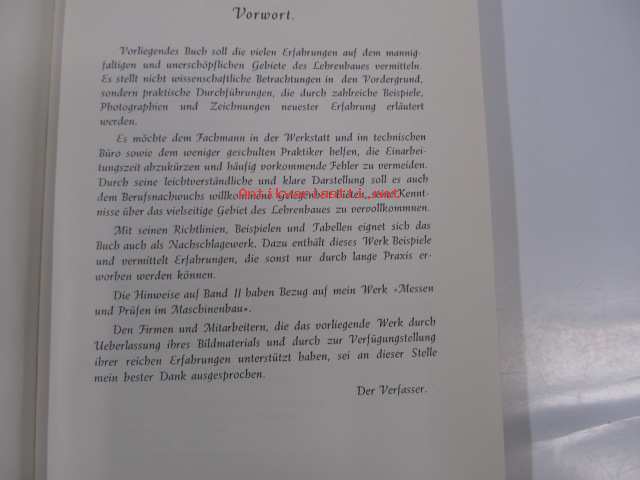 Vorwort.
Vorliegendes Buch soll die vielen Erfahrungen auf dem mannig-
faltigen und unerschöpflichen Gebiete des Lehrenbaues vermitteln.
Es stellt nicht wissenschaftliche Betrachtungen in den Vordergrund,
sondern praktische Durchführungen, die durch zahlreiche Beispiele,
Photographien und Zeichnungen neuester Erfahrung erläutert
werden.
Es möchte dem Fachmann in der Werkstatt und im technischen
Büro sowie dem weniger geschulten Praktiker helfen, die Einarbei-
tungszeit abzukürzen und häufig vorkommende Fehler zu vermeiden.
Durch seine leichtverständliche und klare Darstellung soll es auch
dem Berufsnachwuchs willkommene Gelegenheit bieten, seine Kennt-
nisse über das vielseitige Gebiet des Lehrenbaues zu vervollkommnen.
Mit seinen Richtlinien, Beispielen und Tabellen eignet sich das
Buch auch als Nachschlagewerk. Dazu enthält dieses Werk Beispiele
und vermittelt Erfahrungen, die sonst nur durch lange Praxis er-
worben werden können.
Die Hinweise auf Band II haben Bezug auf mein Werk »Messen
und Prüfen im Maschinenbau«.
Den Firmen und Mitarbeitern, die das vorliegende Werk durch
Ueberlassung ihres Bildmaterials und durch zur Verfügungstellung
ihrer reichen Erfahrungen unterstützt haben, sei an dieser Stelle
mein bester Dank ausgesprochen.
Der Verfasser.